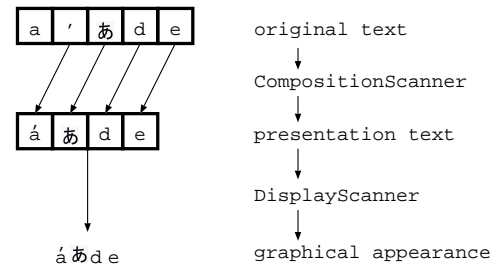 a ′ あ d e
original text
CompositionScanner
á あ d e
presentation text
DisplayScanner
áあde
graphical appearance